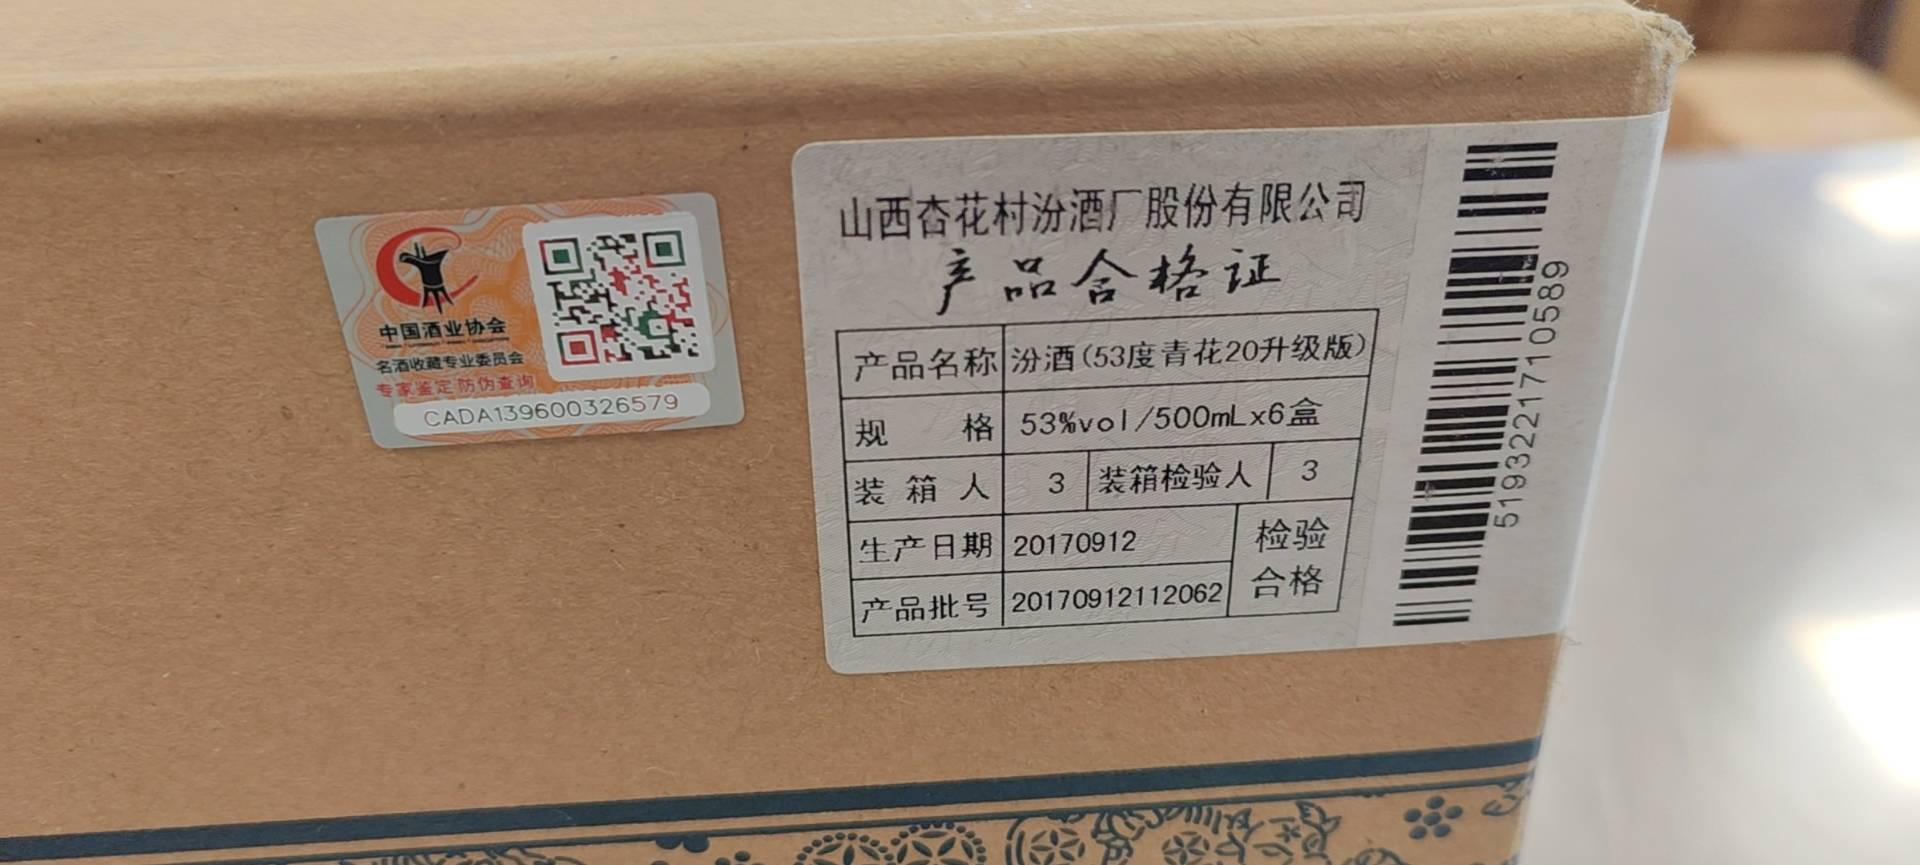 中国酒业协会
名酒收藏专业委员会
专家鉴定 防伪查询
CADA139600326579
山西杏花村汾酒厂股份有限公司
产品合格证
产品名称 汾酒(53度青花20升级版)
规 格 53%vol/500mLx6盒
装 箱 人 3 装箱检验人 3
生产日期 20170912 检验
产品批号 20170912112062 合格
5193221710589